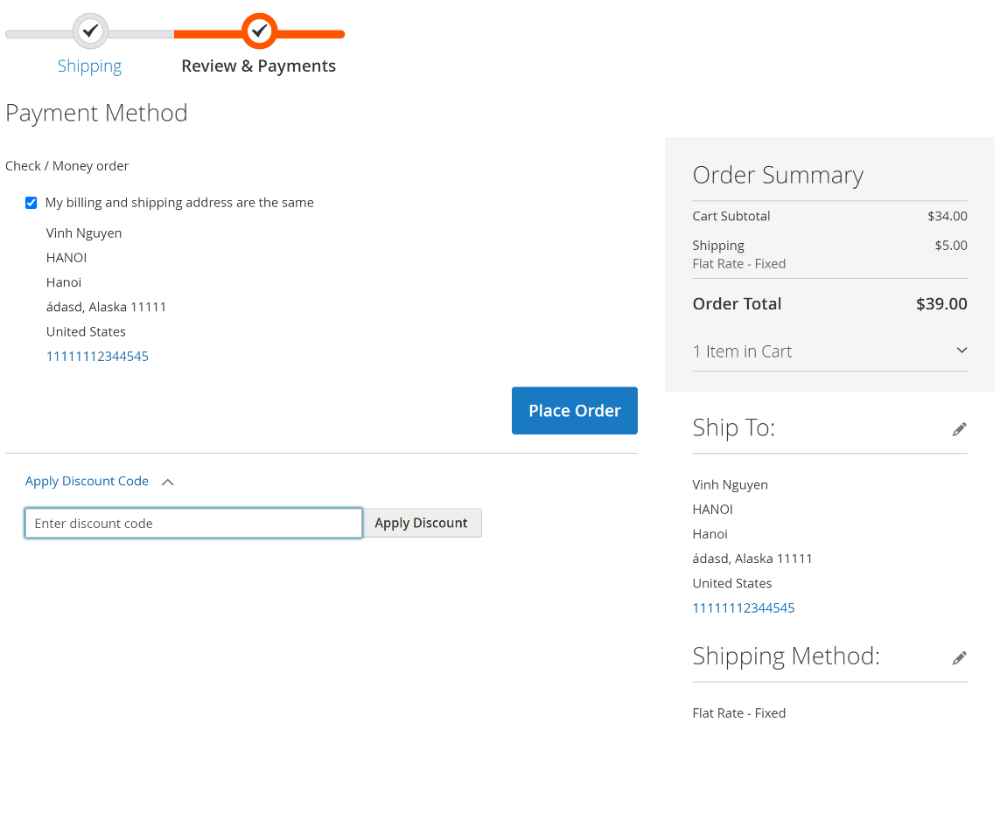 Shipping
Review & Payments
Payment Method
Check / Money order
My billing and shipping address are the same
Vinh Nguyen
HANOI
Hanoi
ádasd, Alaska 11111
United States
11111112344545
Place Order
Apply Discount Code
Enter discount code
Apply Discount
Order Summary
Cart Subtotal $34.00
Shipping $5.00
Flat Rate - Fixed
Order Total $39.00
1 Item in Cart
Ship To:
Vinh Nguyen
HANOI
Hanoi
ádasd, Alaska 11111
United States
11111112344545
Shipping Method:
Flat Rate - Fixed